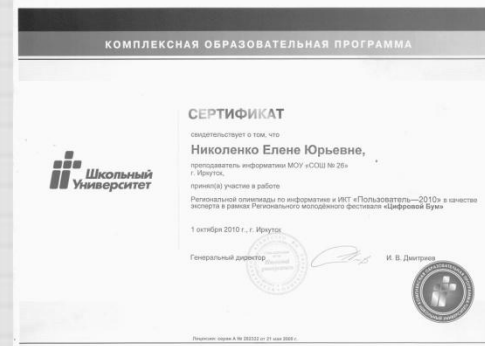 КОМПЛЕКСНАЯ ОБРАЗОВАТЕЛЬНАЯ ПРОГРАММА
СЕРТИФИКАТ
свидетельствует о том, что
Николенко Елене Юрьевне,
преподаватель информатики МОУ «СОШ № 26»
г. Иркутск,
принял(а) участие в работе
Региональной олимпиады по информатике и ИКТ «Пользователь—2010» в качестве
эксперта в рамках Регионального молодёжного фестиваля «Цифровой Бум»
Школьный
Университет
1 октября 2010 г., г. Иркутск
Генеральный директор
И. В. Дмитриев